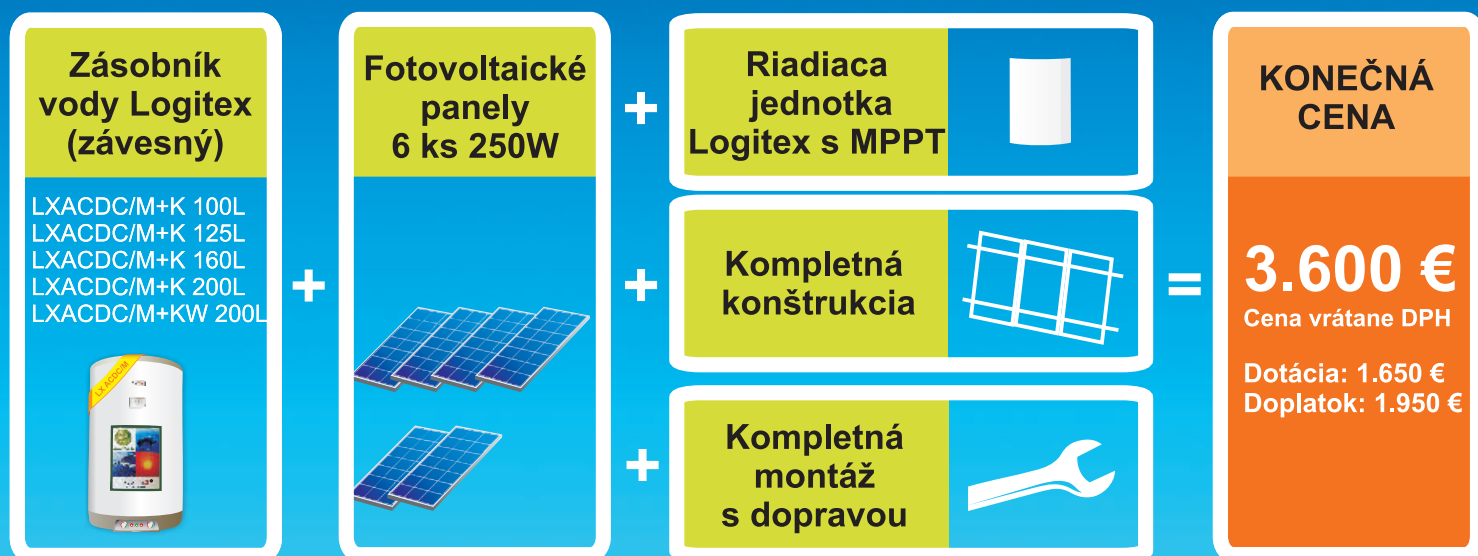 Zásobník
vody Logitex
(závesný)
LXACDC/M+K 100L
LXACDC/M+K 125L
LXACDC/M+K 160L
LXACDC/M+K 200L
LXACDC/M+KW 200L
LX ACDC/M
+
Fotovoltaické
panely
6 ks 250W
+
Riadiaca
jednotka
Logitex s MPPT
+
Kompletná
konštrukcia
+
Kompletná
montáž
s dopravou
=
KONEČNÁ
CENA
3.600 €
Cena vrátane DPH
Dotácia: 1.650 €
Doplatok: 1.950 €